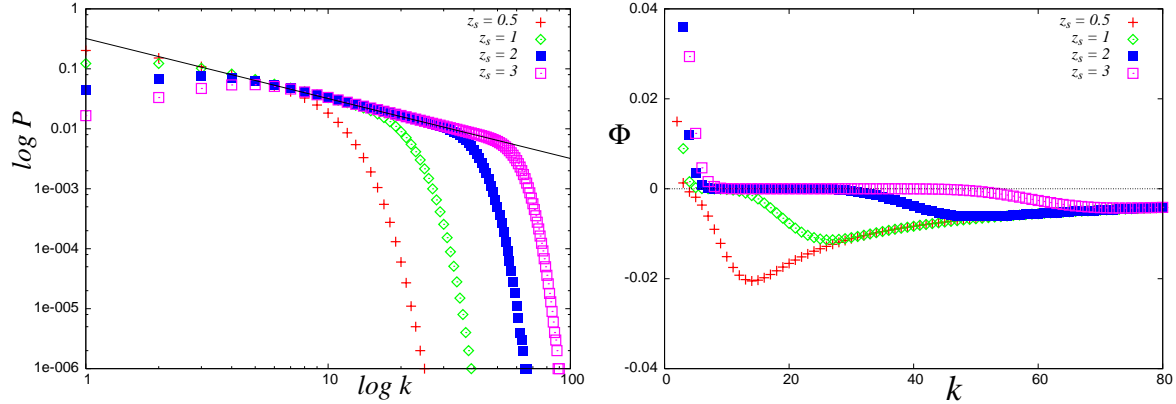 1
0.1
0.01
1e-003
1e-004
1e-005
1e-006
log P
1
10
100
log k
z_s = 0.5
z_s = 1
z_s = 2
z_s = 3
0.04
0.02
0
-0.02
-0.04
Φ
0
20
40
60
80
k
z_s = 0.5
z_s = 1
z_s = 2
z_s = 3